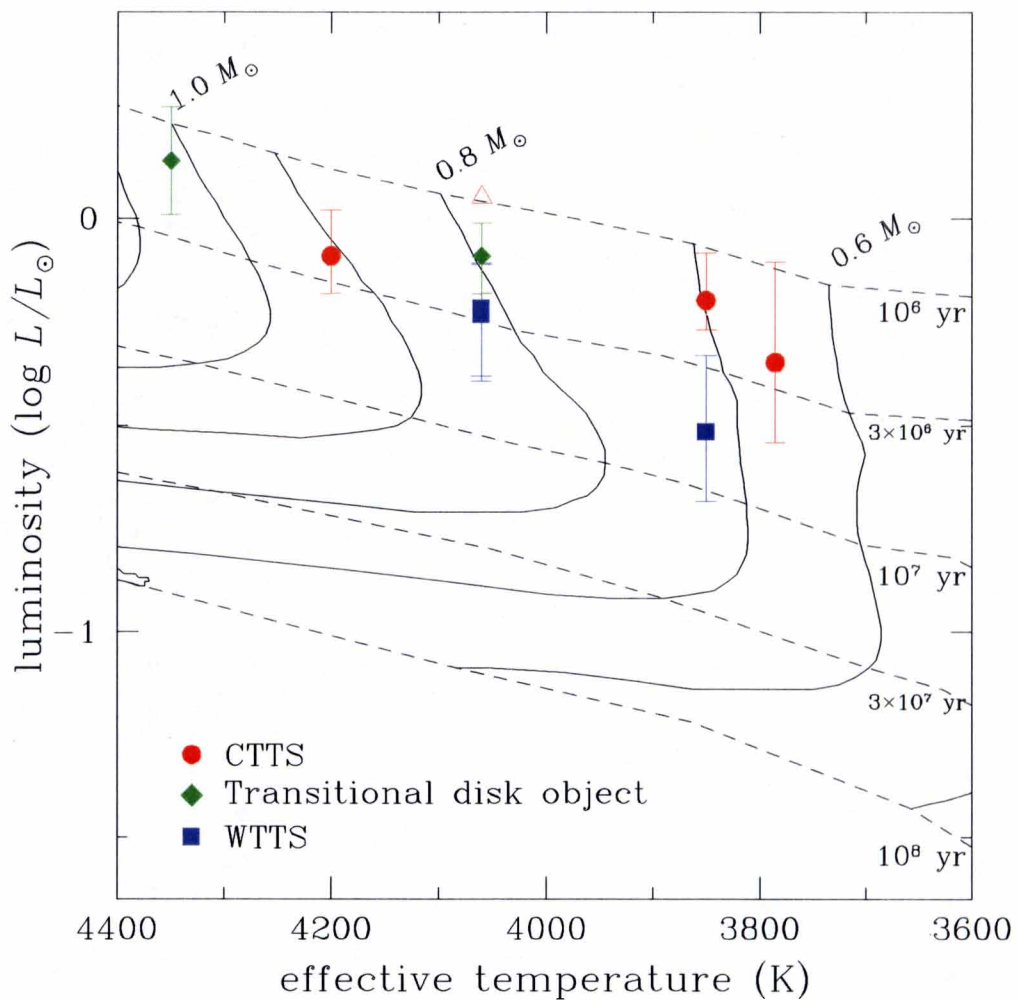 1.0 M☉
0.8 M☉
0.6 M☉
0
−1
luminosity (log L/L☉)
10⁶ yr
3×10⁶ yr
10⁷ yr
3×10⁷ yr
10⁸ yr
CTTS
Transitional disk object
WTTS
4400 4200 4000 3800 3600
effective temperature (K)